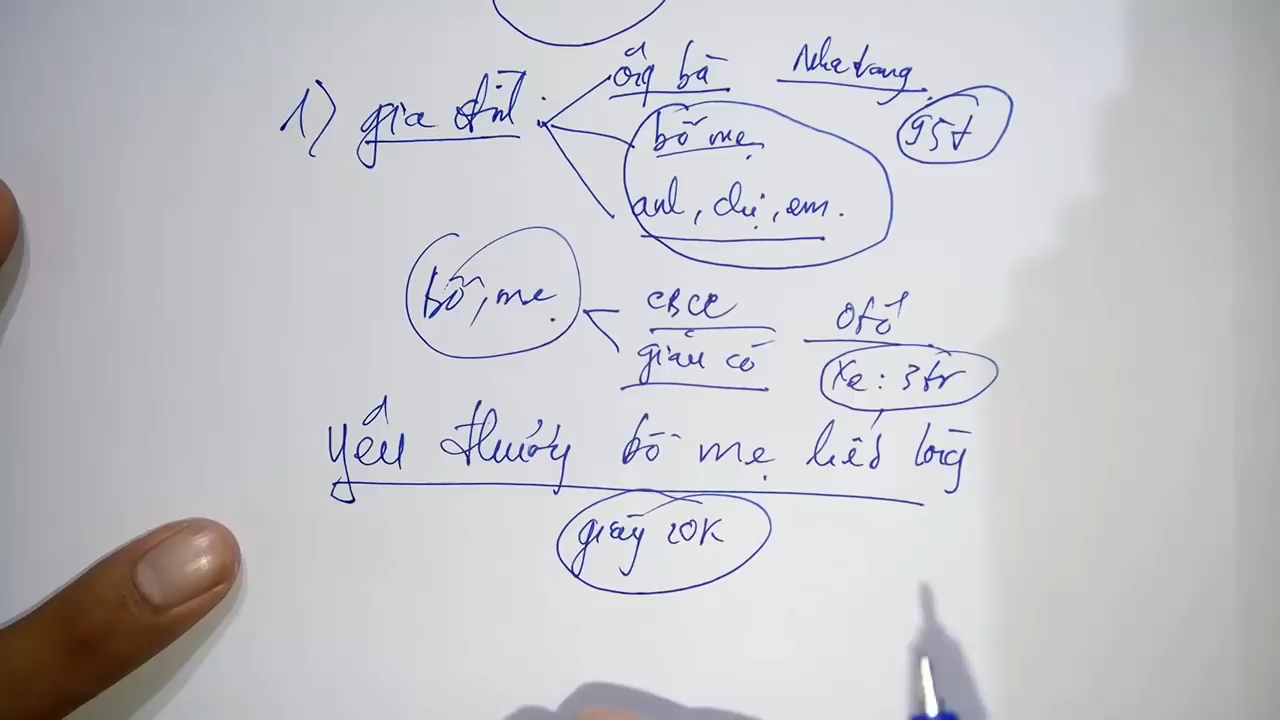 1) gia đình : ông bà Nha trang
95t
bố mẹ
anh, chị, em.
bố, mẹ. CBCC ôtô
giàu có Xe: 3tr
yêu thương bố mẹ hết lòng
giày 20K